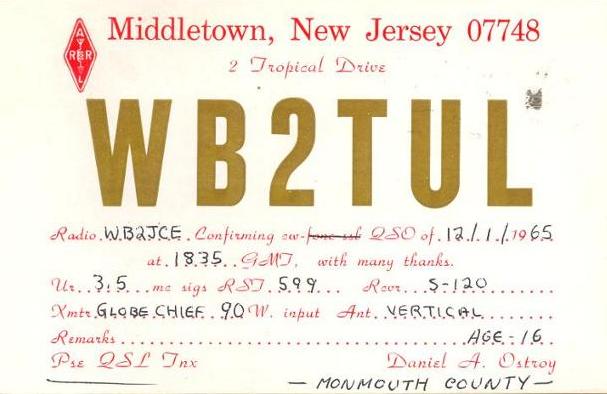 A
R R
L
Middletown, New Jersey 07748
2 Tropical Drive
WB2TUL
Radio WB2JCE Confirming cw-fone-ssb QSO of 12/1/1965
at 1835 GMT, with many thanks.
Ur 3.5 mc sigs RST 599 Rcvr S-120
Xmtr GLOBE CHIEF 90 W. input Ant VERTICAL
Remarks AGE-16
Pse QSL Tnx Daniel A. Ostroy
— MONMOUTH COUNTY —